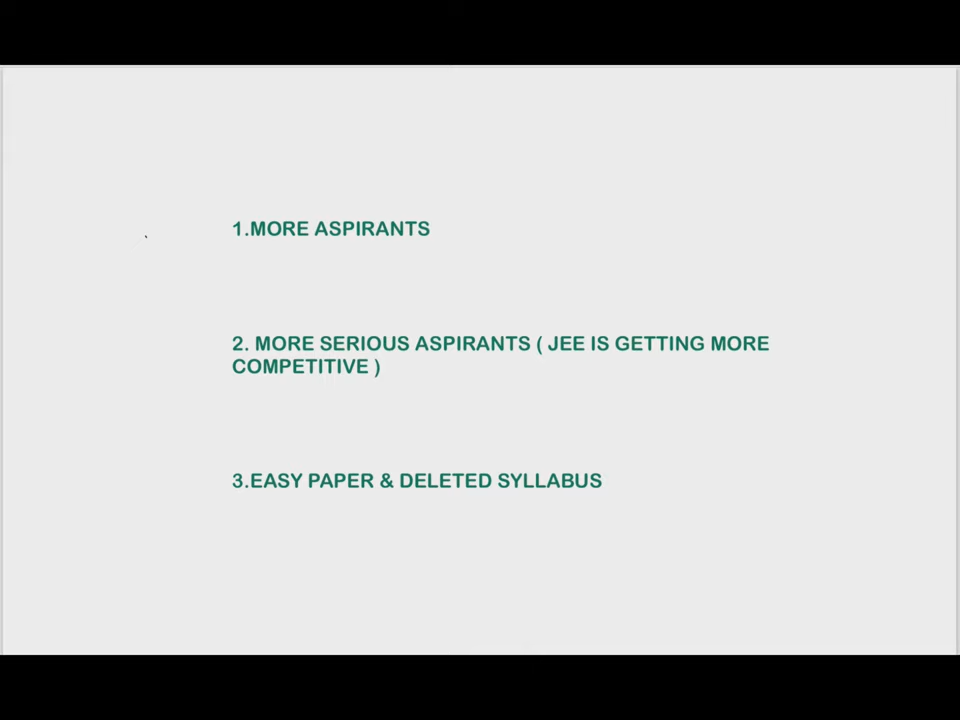 1.MORE ASPIRANTS
2. MORE SERIOUS ASPIRANTS ( JEE IS GETTING MORE
COMPETITIVE )
3.EASY PAPER & DELETED SYLLABUS